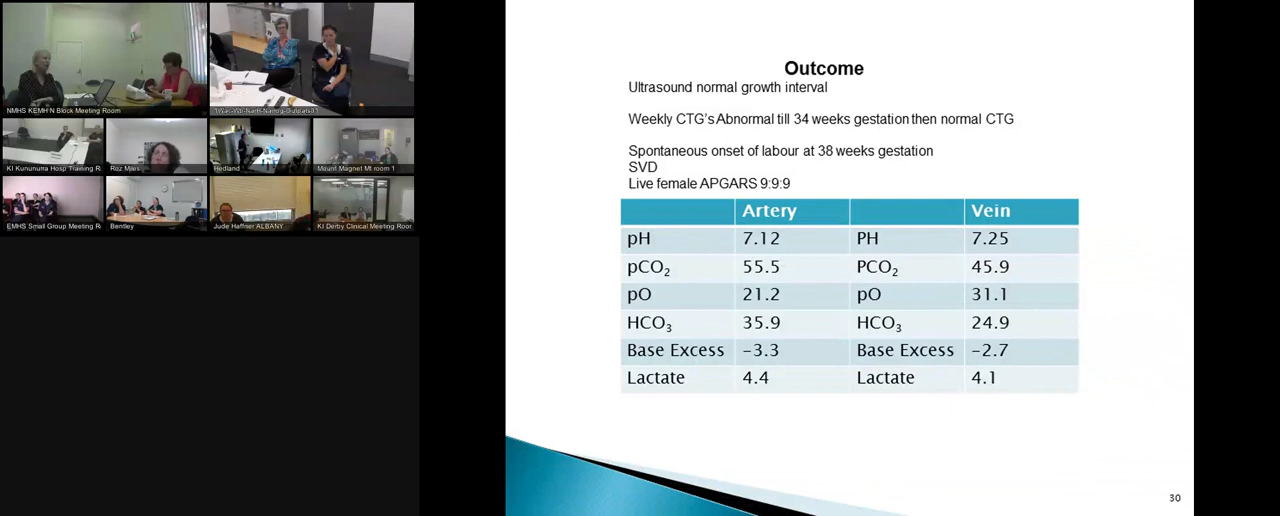 NMHS KEMH N Block Meeting Room
KI Kununurra Hosp Training R
Roz Miles
Hedland
Mount Magnet Mt room 1
EMHS Small Group Meeting R
Bentley
Jude Haffner ALBANY
KI Derby Clinical Meeting Roor
Outcome
Ultrasound normal growth interval
Weekly CTG's Abnormal till 34 weeks gestation then normal CTG
Spontaneous onset of labour at 38 weeks gestation
SVD
Live female APGARS 9:9:9
Artery Vein
pH 7.12 PH 7.25
pCO₂ 55.5 PCO₂ 45.9
pO 21.2 pO 31.1
HCO₃ 35.9 HCO₃ 24.9
Base Excess -3.3 Base Excess -2.7
Lactate 4.4 Lactate 4.1
30